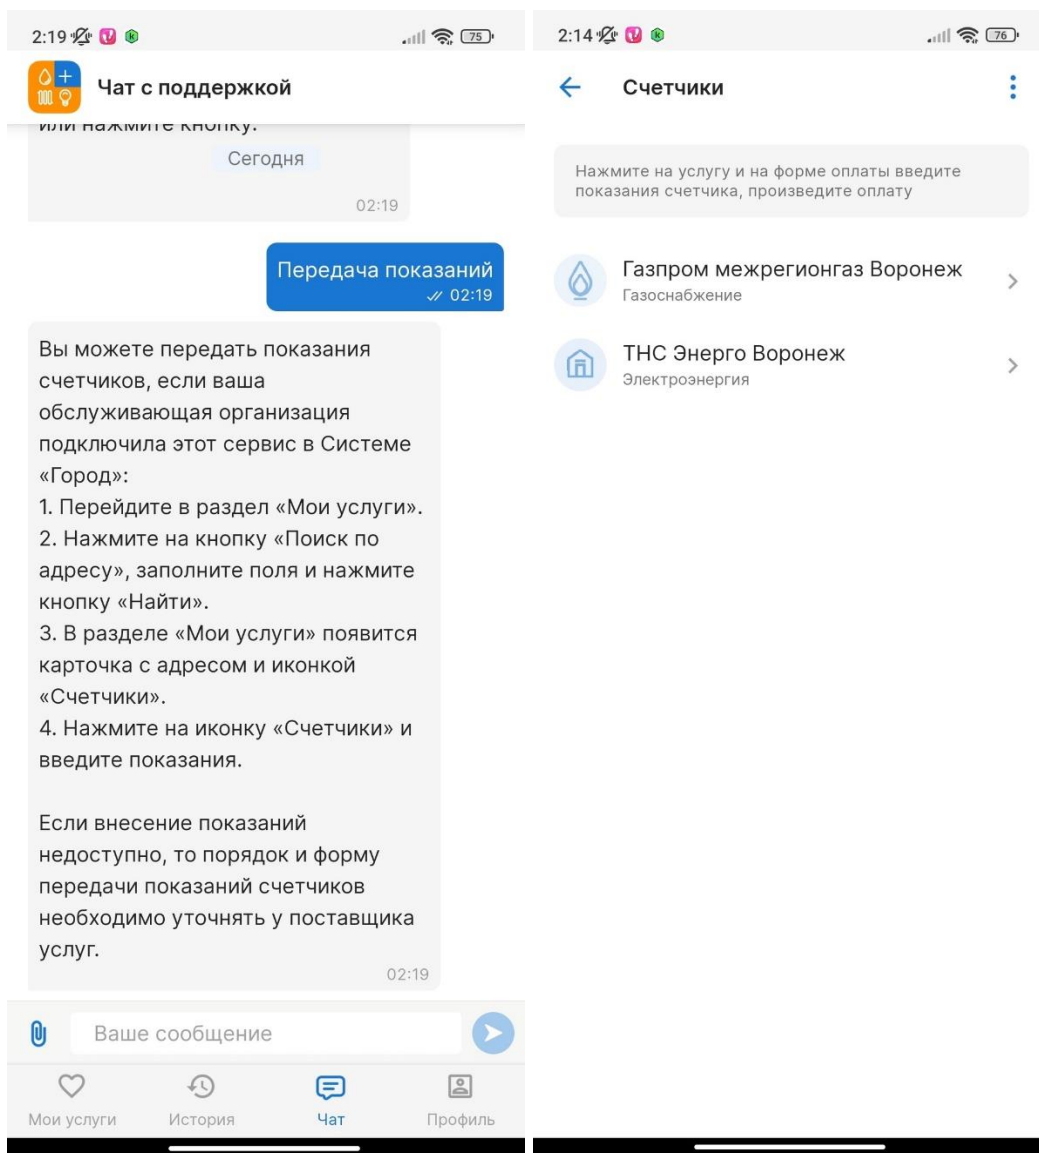 2:19
75
Чат с поддержкой
или нажмите кнопку.
Сегодня
02:19
Передача показаний
02:19
Вы можете передать показания
счетчиков, если ваша
обслуживающая организация
подключила этот сервис в Системе
«Город»:
1. Перейдите в раздел «Мои услуги».
2. Нажмите на кнопку «Поиск по
адресу», заполните поля и нажмите
кнопку «Найти».
3. В разделе «Мои услуги» появится
карточка с адресом и иконкой
«Счетчики».
4. Нажмите на иконку «Счетчики» и
введите показания.
Если внесение показаний
недоступно, то порядок и форму
передачи показаний счетчиков
необходимо уточнять у поставщика
услуг.
02:19
Ваше сообщение
Мои услуги
История
Чат
Профиль
2:14
76
Счетчики
Нажмите на услугу и на форме оплаты введите
показания счетчика, произведите оплату
Газпром межрегионгаз Воронеж
Газоснабжение
ТНС Энерго Воронеж
Электроэнергия